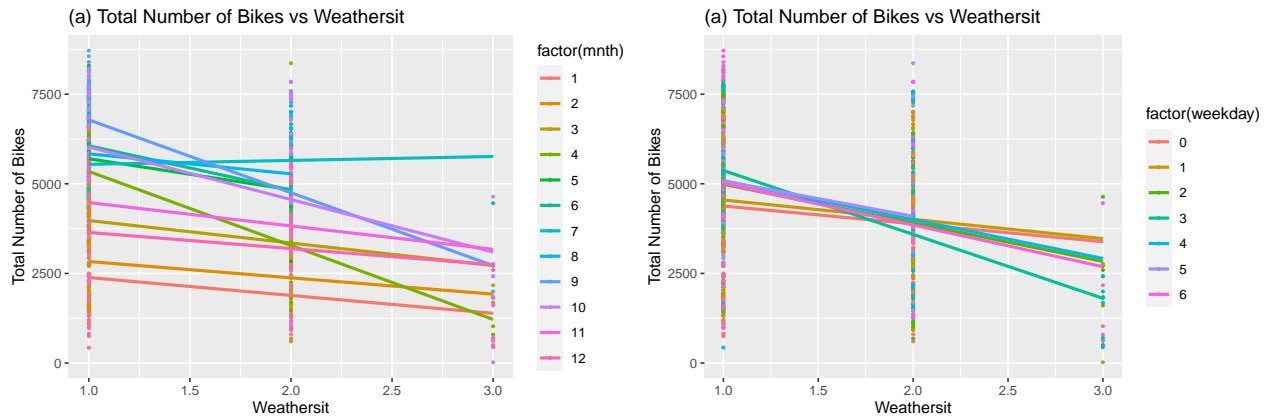 (a) Total Number of Bikes vs Weathersit
Total Number of Bikes
7500
5000
2500
0
1.0 1.5 2.0 2.5 3.0
Weathersit
factor(mnth)
1
2
3
4
5
6
7
8
9
10
11
12
(a) Total Number of Bikes vs Weathersit
Total Number of Bikes
7500
5000
2500
0
1.0 1.5 2.0 2.5 3.0
Weathersit
factor(weekday)
0
1
2
3
4
5
6